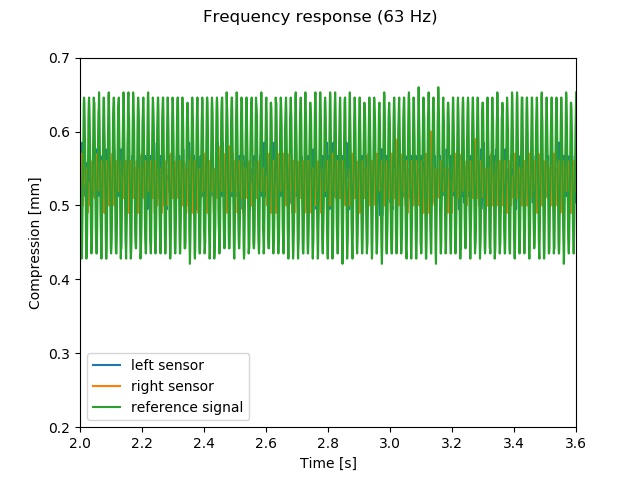 Frequency response (63 Hz)
0.7
0.6
0.5
0.4
0.3
0.2
Compression [mm]
left sensor
right sensor
reference signal
2.0 2.2 2.4 2.6 2.8 3.0 3.2 3.4 3.6
Time [s]